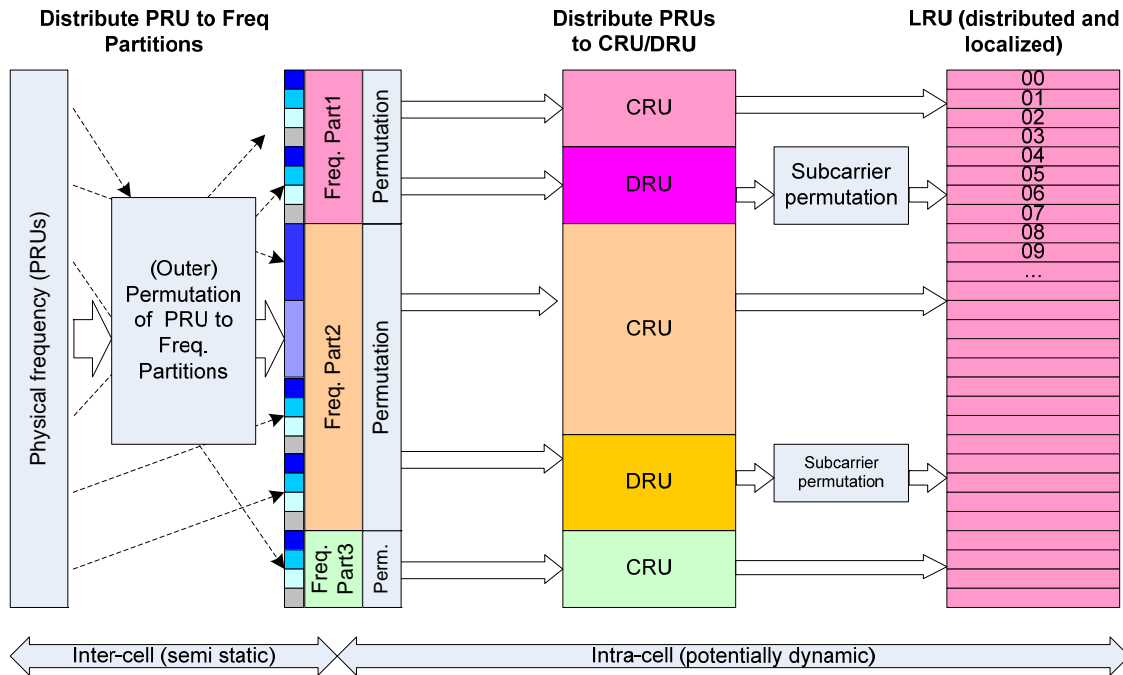 Distribute PRU to Freq
Partitions
Distribute PRUs
to CRU/DRU
LRU (distributed and
localized)
Physical frequency (PRUs)
(Outer)
Permutation
of PRU to
Freq.
Partitions
Freq. Part1
Permutation
Freq. Part2
Permutation
Freq.
Part3
Perm.
CRU
DRU
CRU
DRU
CRU
Subcarrier
permutation
Subcarrier
permutation
00
01
02
03
04
05
06
07
08
09
...
Inter-cell (semi static)
Intra-cell (potentially dynamic)